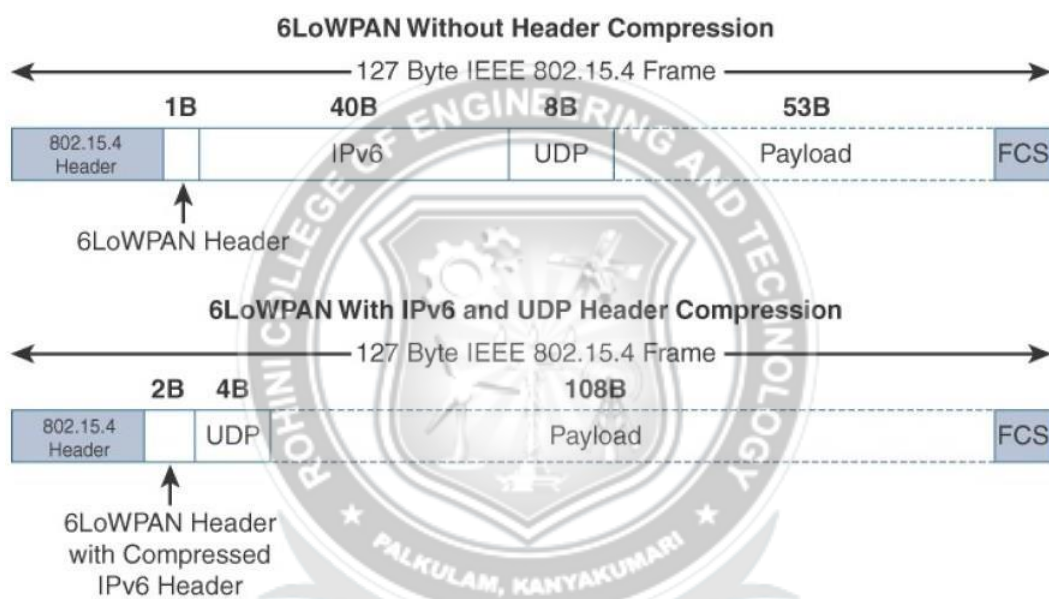 6LoWPAN Without Header Compression
127 Byte IEEE 802.15.4 Frame
1B 40B 8B 53B
802.15.4
Header
IPv6 UDP Payload FCS
6LoWPAN Header
6LoWPAN With IPv6 and UDP Header Compression
127 Byte IEEE 802.15.4 Frame
2B 4B 108B
802.15.4
Header
UDP Payload FCS
6LoWPAN Header
with Compressed
IPv6 Header
ROHINI COLLEGE OF ENGINEERING AND TECHNOLOGY
PALKULAM, KANYAKUMARI